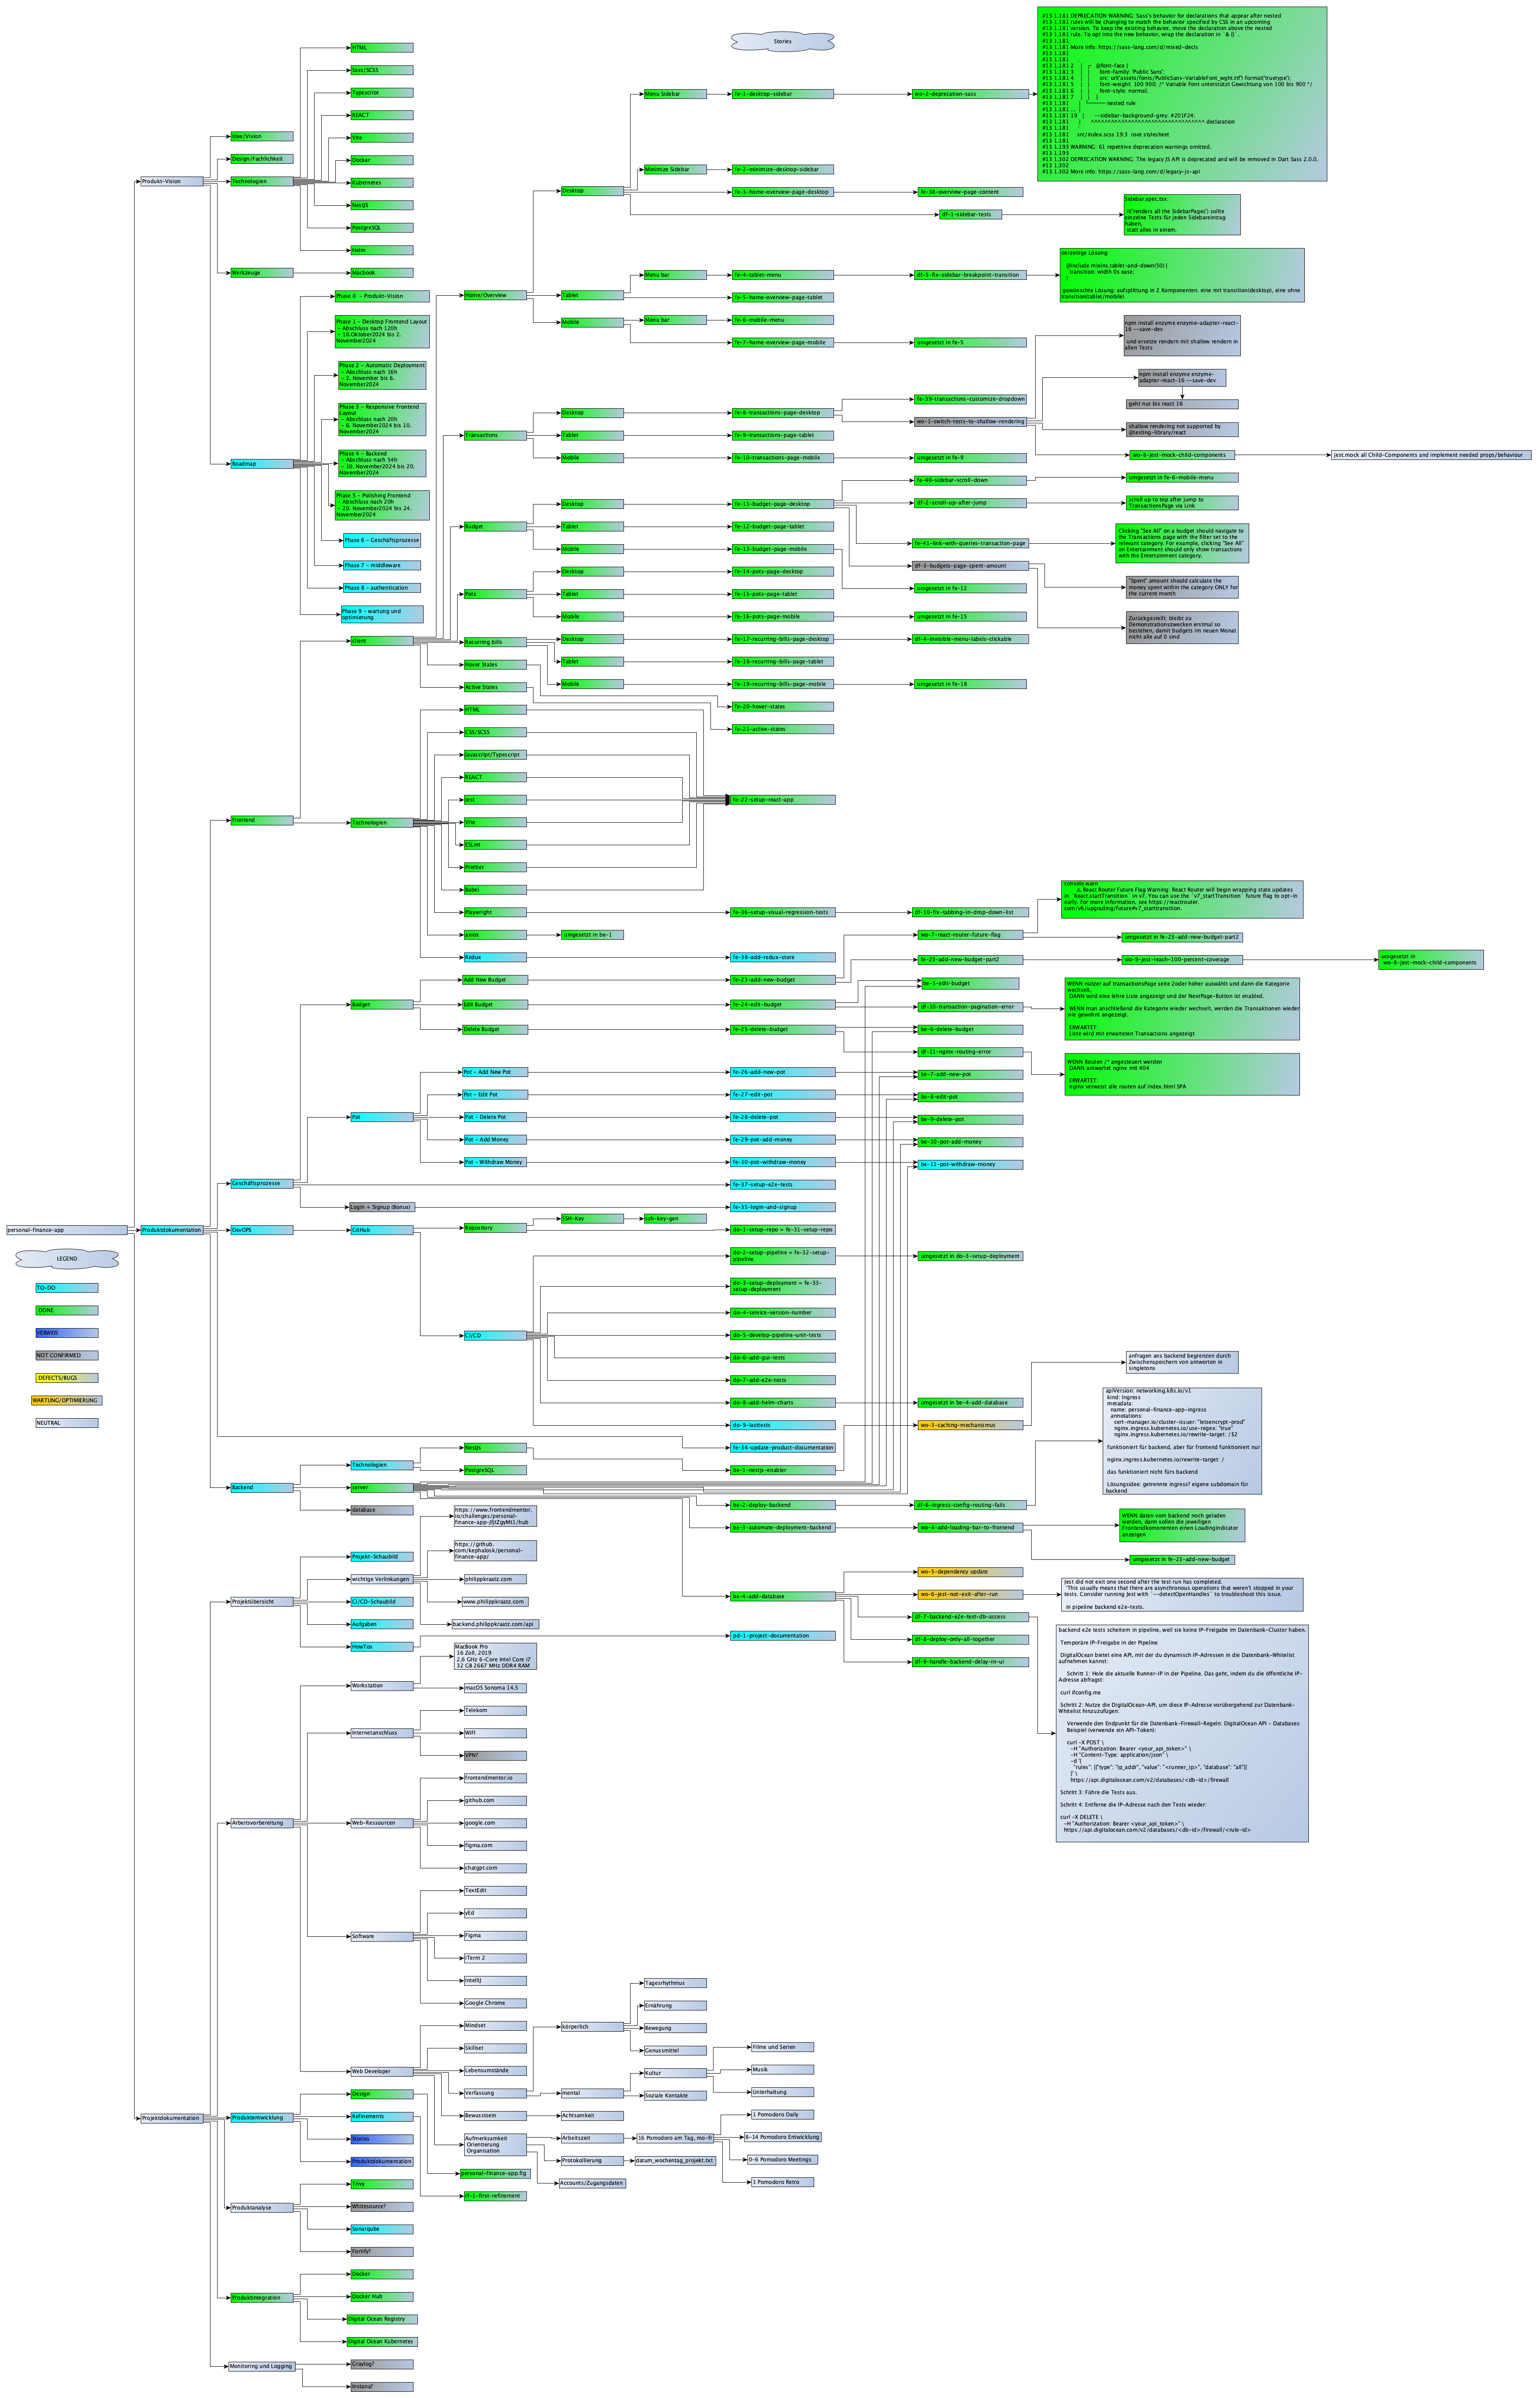 Stories
#13 1.181 DEPRECATION WARNING: Sass's behavior for declarations that appear after nested
#13 1.181 rules will be changing to match the behavior specified by CSS in an upcoming
#13 1.181 version. To keep the existing behavior, move the declaration above the nested
#13 1.181 rule. To opt into the new behavior, wrap the declaration in `& {}`.
#13 1.181
#13 1.181 More info: https://sass-lang.com/d/mixed-decls
#13 1.181
#13 1.181
#13 1.181 2 │ ┌ @font-face {
#13 1.181 3 │ │ font-family: 'Public Sans';
#13 1.181 4 │ │ src: url('assets/fonts/PublicSans-VariableFont_wght.ttf') format('truetype');
#13 1.181 5 │ │ font-weight: 100 900; /* Variable Font unterstützt Gewichtung von 100 bis 900 */
#13 1.181 6 │ │ font-style: normal;
#13 1.181 7 │ │ }
#13 1.181 │ └──── nested rule
#13 1.181 ... │
#13 1.181 19 │ --sidebar-background-grey: #201F24;
#13 1.181 │ ^^^^^^^^^^^^^^^^^^^^^^^^^^^^^^^^^^ declaration
#13 1.181
#13 1.181 src/index.scss 19:3 root stylesheet
#13 1.181
#13 1.193 WARNING: 61 repetitive deprecation warnings omitted.
#13 1.193
#13 1.302 DEPRECATION WARNING: The legacy JS API is deprecated and will be removed in Dart Sass 2.0.0.
#13 1.302
#13 1.302 More info: https://sass-lang.com/d/legacy-js-api
HTML
Sass/SCSS
Typescriot
REACT
Vite
Docker
Kubernetes
NestJS
PostgreSQL
Helm
Idee/Vision
Design/Fachlichkeit
Produkt-Vision
Technologien
Werkzeuge
Macbook
Menu Sidebar
fe-1-desktop-sidebar
wo-2-deprecation-sass
Minimize Sidebar
fe-2-minimize-desktop-sidebar
Desktop
fe-3-home-overview-page-desktop
fe-38-overview-page-content
df-1-sidebar-tests
Sidebar.spec.tsx:
it('renders all the SidebarPages') sollte
einzelne Tests für jeden Sidebareintrag
haben,
statt alles in einem.
Home/Overview
Tablet
Menu bar
fe-4-tablet-menu
df-5-fix-sidebar-breakpoint-transition
derzeitige Lösung:
@include mixins.tablet-and-down(50) {
transition: width 0s ease;
}
gewünschte Lösung: aufsplittung in 2 Komponenten. eine mit transition(desktop), eine ohne
transition(tablet/mobile)
fe-5-home-overview-page-tablet
Mobile
Menu bar
fe-6-mobile-menu
fe-7-home-overview-page-mobile
umgesetzt in fe-5
npm install enzyme enzyme-adapter-react-
16 --save-dev
und ersetze rendern mit shallow rendern in
allen Tests
npm install enzyme enzyme-
adapter-react-16 --save-dev
geht nur bis react 16
shallow rendering not supported by
@testing-library/react
Phase 0 - Produkt-Vision
Phase 1 - Desktop Frontend Layout
- Abschluss nach 120h
- 10.Oktober2024 bis 2.
November2024
Phase 2 - Automatic Deployment
- Abschluss nach 16h
- 2. November bis 6.
November2024
Phase 3 - Responsive Frontend
Layout
- Abschluss nach 20h
- 6. November2024 bis 10.
November2024
Roadmap
Phase 4 - Backend
- Abschluss nach 54h
- 10. November2024 bis 20.
November2024
Phase 5 - Polishing Frontend
- Abschluss nach 20h
- 20. November2024 bis 24.
November2024
Phase 6 - Geschäftsprozesse
Phase 7 - middleware
Phase 8 - authentication
Phase 9 - wartung und
optimierung
Transactions
Desktop
fe-8-transactions-page-desktop
fe-39-transactions-customize-dropdown
wo-1-switch-tests-to-shallow-rendering
Tablet
fe-9-transactions-page-tablet
Mobile
fe-10-transactions-page-mobile
umgesetzt in fe-9
wo-8-jest-mock-child-components
jest.mock all Child-Components and implement needed props/behaviour
Budget
Desktop
fe-11-budget-page-desktop
fe-40-sidebar-scroll-down
umgesetzt in fe-6-mobile-menu
df-2-scroll-up-after-jump
scroll up to top after jump to
TransactionsPage via Link
Tablet
fe-12-budget-page-tablet
fe-41-link-with-queries-transaction-page
Clicking "See All" on a budget should navigate to
the Transactions page with the filter set to the
relevant category. For example, clicking "See All"
on Entertainment should only show transactions
with the Entertainment category.
Mobile
fe-13-budget-page-mobile
df-3-budgets-page-spent-amount
"Spent" amount should calculate the
money spent within the category ONLY for
the current month
umgesetzt in fe-12
Zurückgestellt: bleibt zu
Demonstrationszwecken erstmal so
bestehen, damit budgets im neuen Monat
nicht alle auf 0 sind
Pots
Desktop
fe-14-pots-page-desktop
Tablet
fe-15-pots-page-tablet
Mobile
fe-16-pots-page-mobile
umgesetzt in fe-15
client
Recurring bills
Desktop
fe-17-recurring-bills-page-desktop
df-4-invisible-menu-labels-clickable
Tablet
fe-18-recurring-bills-page-tablet
Mobile
fe-19-recurring-bills-page-mobile
umgesetzt in fe-18
Hover States
fe-20-hover-states
Active States
fe-21-active-states
Frontend
Technologien
HTML
CSS/SCSS
Javascript/Typescript
REACT
Jest
Vite
ESLint
Prettier
Babel
fe-22-setup-react-app
Playwright
fe-36-setup-visual-regression-tests
df-10-fix-tabbing-in-drop-down-list
axios
umgesetzt in be-1
Redux
fe-38-add-redux-store
console.warn
⚠ React Router Future Flag Warning: React Router will begin wrapping state updates
in `React.startTransition` in v7. You can use the `v7_startTransition` future flag to opt-in
early. For more information, see https://reactrouter.
com/v6/upgrading/future#v7_starttransition.
wo-7-react-router-future-flag
umgesetzt in fe-23-add-new-budget-part2
fe-23-add-new-budget-part2
wo-9-jest-reach-100-percent-coverage
umgesetzt in
wo-8-jest-mock-child-components
Budget
Add New Budget
fe-23-add-new-budget
be-5-edit-budget
Edit Budget
fe-24-edit-budget
df-10-transaction-pagination-error
WENN nutzer auf transactionsPage seite 2oder höher auswählt und dann die Kategorie
wechselt,
DANN wird eine lehre Liste angezeigt und der NextPage-Button ist enabled.
WENN man anschließend die Kategorie wieder wechselt, werden die Transaktionen wieder
wie gewohnt angezeigt.
ERWARTET:
Liste wird mit erwarteten Transactions angezeigt
Delete Budget
fe-25-delete-budget
be-6-delete-budget
df-11-nginx-routing-error
WENN Routen /* angesteuert werden
DANN antwortet nginx mit 404
ERWARTET:
nginx verweist alle routen auf index.html SPA
Pot
Pot - Add New Pot
fe-26-add-new-pot
be-7-add-new-pot
Pot - Edit Pot
fe-27-edit-pot
be-8-edit-pot
Pot - Delete Pot
fe-28-delete-pot
be-9-delete-pot
Pot - Add Money
fe-29-pot-add-money
be-10-pot-add-money
Pot - Withdraw Money
fe-30-pot-withdraw-money
be-11-pot-withdraw-money
Geschäftsprozesse
fe-37-setup-e2e-tests
Login + Signup (Bonus)
fe-35-login-and-signup
personal-finance-app
Produktdokumentation
DevOPS
GitHub
Repository
SSH-Key
ssh-key-gen
do-1-setup-repo = fe-31-setup-repo
do-2-setup-pipeline = fe-32-setup-
pipeline
umgesetzt in do-3-setup-deployment
do-3-setup-deployment = fe-33-
setup-deployment
do-4-service-version-number
CI/CD
do-5-develop-pipeline-unit-tests
do-6-add-gui-tests
do-7-add-e2e-tests
do-8-add-helm-charts
umgesetzt in be-4-add-database
do-9-lasttests
fe-34-update-product-documentation
LEGEND
TO-DO
DONE
VERWEIS
NOT CONFIRMED
DEFECTS/BUGS
WARTUNG/OPTIMIERUNG
NEUTRAL
anfragen ans backend begrenzen durch
Zwischenspeichern von antworten in
singletons
wo-3-caching-mechanismus
apiVersion: networking.k8s.io/v1
kind: Ingress
metadata:
name: personal-finance-app-ingress
annotations:
cert-manager.io/cluster-issuer: "letsencrypt-prod"
nginx.ingress.kubernetes.io/use-regex: "true"
nginx.ingress.kubernetes.io/rewrite-target: /$2
funktioniert für backend, aber für frontend funktioniert nur
nginx.ingress.kubernetes.io/rewrite-target: /
das funktioniert nicht fürs backend
Lösungsidee: getrennte ingress? eigene subdomain für
backend
Backend
Technologien
NestJs
PostgreSQL
be-1-nestjs-enabler
server
database
be-2-deploy-backend
df-6-ingress-config-routing-fails
be-3-automate-deployment-backend
wo-4-add-loading-bar-to-frontend
WENN daten vom backend noch geladen
werden, dann sollen die jeweiligen
Frontendkomonenten einen Loadingindicator
anzeigen
umgesetzt in fe-23-add-new-budget
be-4-add-database
wo-5-dependency update
wo-6-jest-not-exit-after-run
Jest did not exit one second after the test run has completed.
'This usually means that there are asynchronous operations that weren't stopped in your
tests. Consider running Jest with `--detectOpenHandles` to troubleshoot this issue.
in pipeline backend e2e-tests.
df-7-backend-e2e-test-db-access
df-8-deploy-only-all-together
df-9-handle-backend-delay-in-ui
backend e2e tests scheitern in pipeline, weil sie keine IP-Freigabe im Datenbank-Cluster haben.
Temporäre IP-Freigabe in der Pipeline
DigitalOcean bietet eine API, mit der du dynamisch IP-Adressen in die Datenbank-Whitelist
aufnehmen kannst:
Schritt 1: Hole die aktuelle Runner-IP in der Pipeline. Das geht, indem du die öffentliche IP-
Adresse abfragst:
curl ifconfig.me
Schritt 2: Nutze die DigitalOcean-API, um diese IP-Adresse vorübergehend zur Datenbank-
Whitelist hinzuzufügen:
Verwende den Endpunkt für die Datenbank-Firewall-Regeln: DigitalOcean API - Databases
Beispiel (verwende ein API-Token):
curl -X POST \
-H "Authorization: Bearer <your_api_token>" \
-H "Content-Type: application/json" \
-d '{
"rules": [{"type": "ip_addr", "value": "<runner_ip>", "database": "all"}]
}' \
https://api.digitalocean.com/v2/databases/<db-id>/firewall
Schritt 3: Führe die Tests aus.
Schritt 4: Entferne die IP-Adresse nach den Tests wieder:
curl -X DELETE \
-H "Authorization: Bearer <your_api_token>" \
https://api.digitalocean.com/v2/databases/<db-id>/firewall/<rule-id>
Projektübersicht
Projekt-Schaubild
wichtige Verlinkungen
https://www.frontendmentor.
io/challenges/personal-
finance-app-JfjtZgyMt1/hub
https://github.
com/kephalosk/personal-
finance-app/
philippkraatz.com
www.philippkraatz.com
backend.philippkraatz.com/api
CI/CD-Schaubild
Aufgaben
HowTos
pd-1-project-documentation
Arbeitsvorbereitung
Workstation
MacBook Pro
16 Zoll, 2019
2,6 GHz 6-Core Intel Core i7
32 GB 2667 MHz DDR4 RAM
macOS Sonoma 14.5
Internetanschluss
Telekom
WIFI
VPN?
Web-Ressourcen
frontendmentor.io
github.com
google.com
figma.com
chatgpt.com
Software
TextEdit
yEd
Figma
iTerm 2
IntelliJ
Google Chrome
Web Developer
Mindset
Skillset
Lebensumstände
Verfassung
körperlich
Tagesrhythmus
Ernährung
Bewegung
Genussmittel
mental
Kultur
Filme und Serien
Musik
Unterhaltung
Soziale Kontakte
Bewusstsein
Achtsamkeit
Aufmerksamkeit
Orientierung
Organisation
Arbeitszeit
16 Pomodoro am Tag, mo-fr
1 Pomodoro Daily
8-14 Pomodoro Entwicklung
0-6 Pomodoro Meetings
1 Pomodoro Retro
Protokollierung
datum_wochentag_projekt.txt
Accounts/Zugangsdaten
Projektdokumentation
Produktentwicklung
Design
personal-finance-app.fig
Refinements
rf-1-first-refinement
Stories
Produktdokumentation
Produktanalyse
Trivy
Whitesource?
Sonarqube
Fortify?
Produktintegration
Docker
Docker Hub
Digital Ocean Registry
Digital Ocean Kubernetes
Monitoring und Logging
Graylog?
Instana?